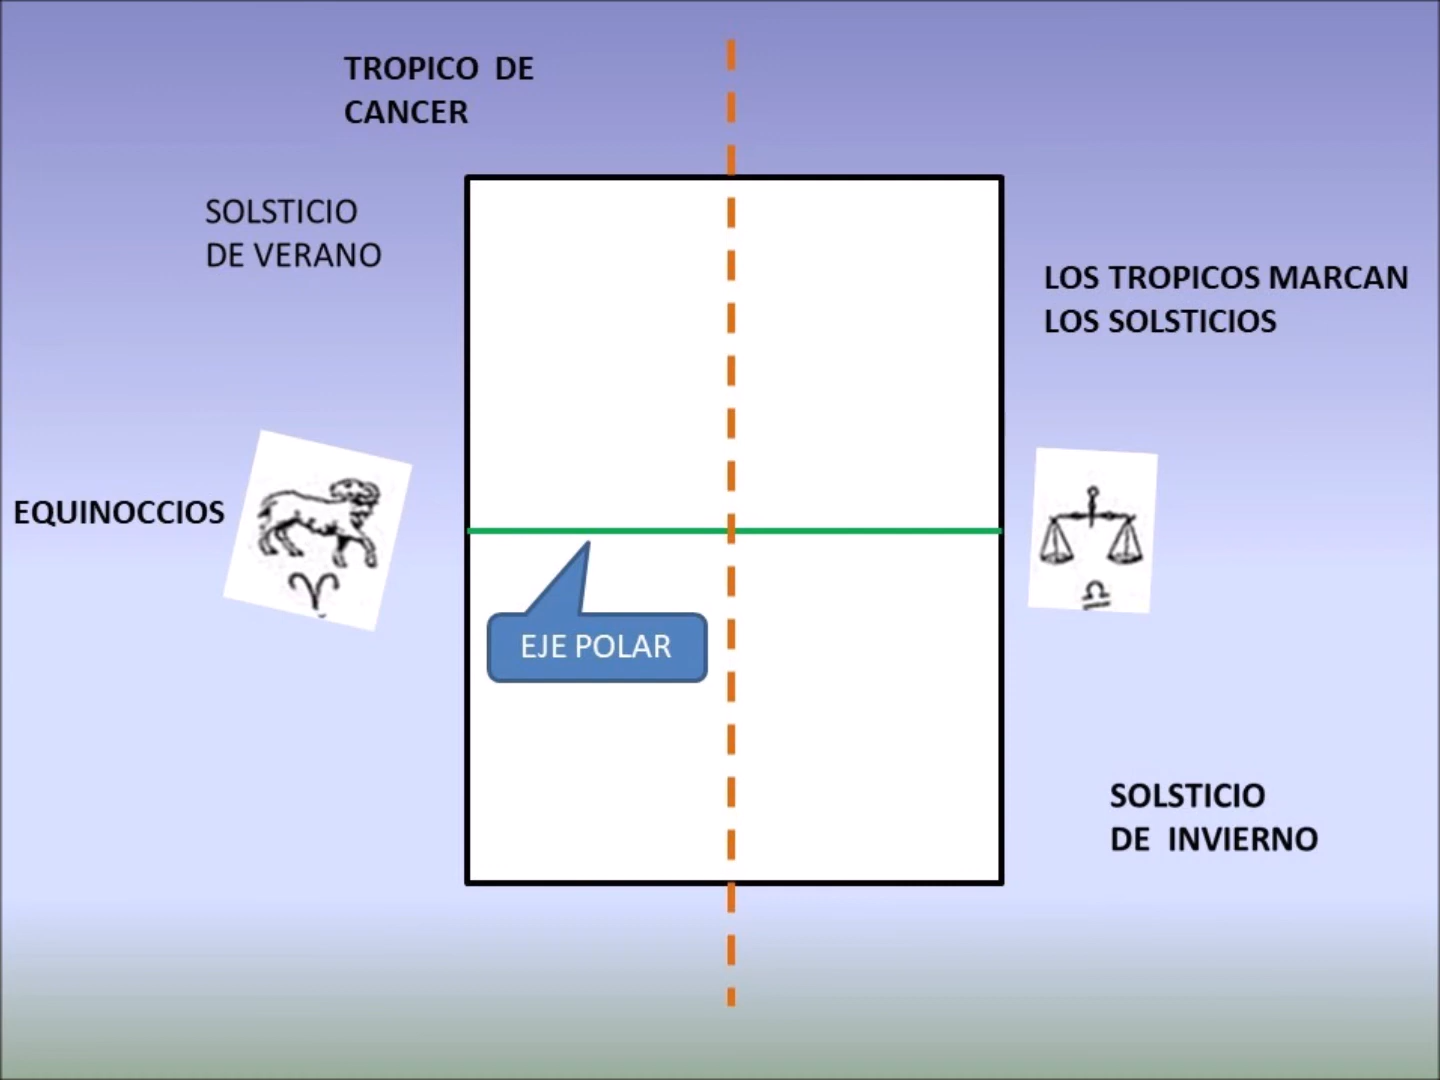 TROPICO DE
CANCER
SOLSTICIO
DE VERANO
LOS TROPICOS MARCAN
LOS SOLSTICIOS
EQUINOCCIOS
♈
♎
EJE POLAR
SOLSTICIO
DE INVIERNO